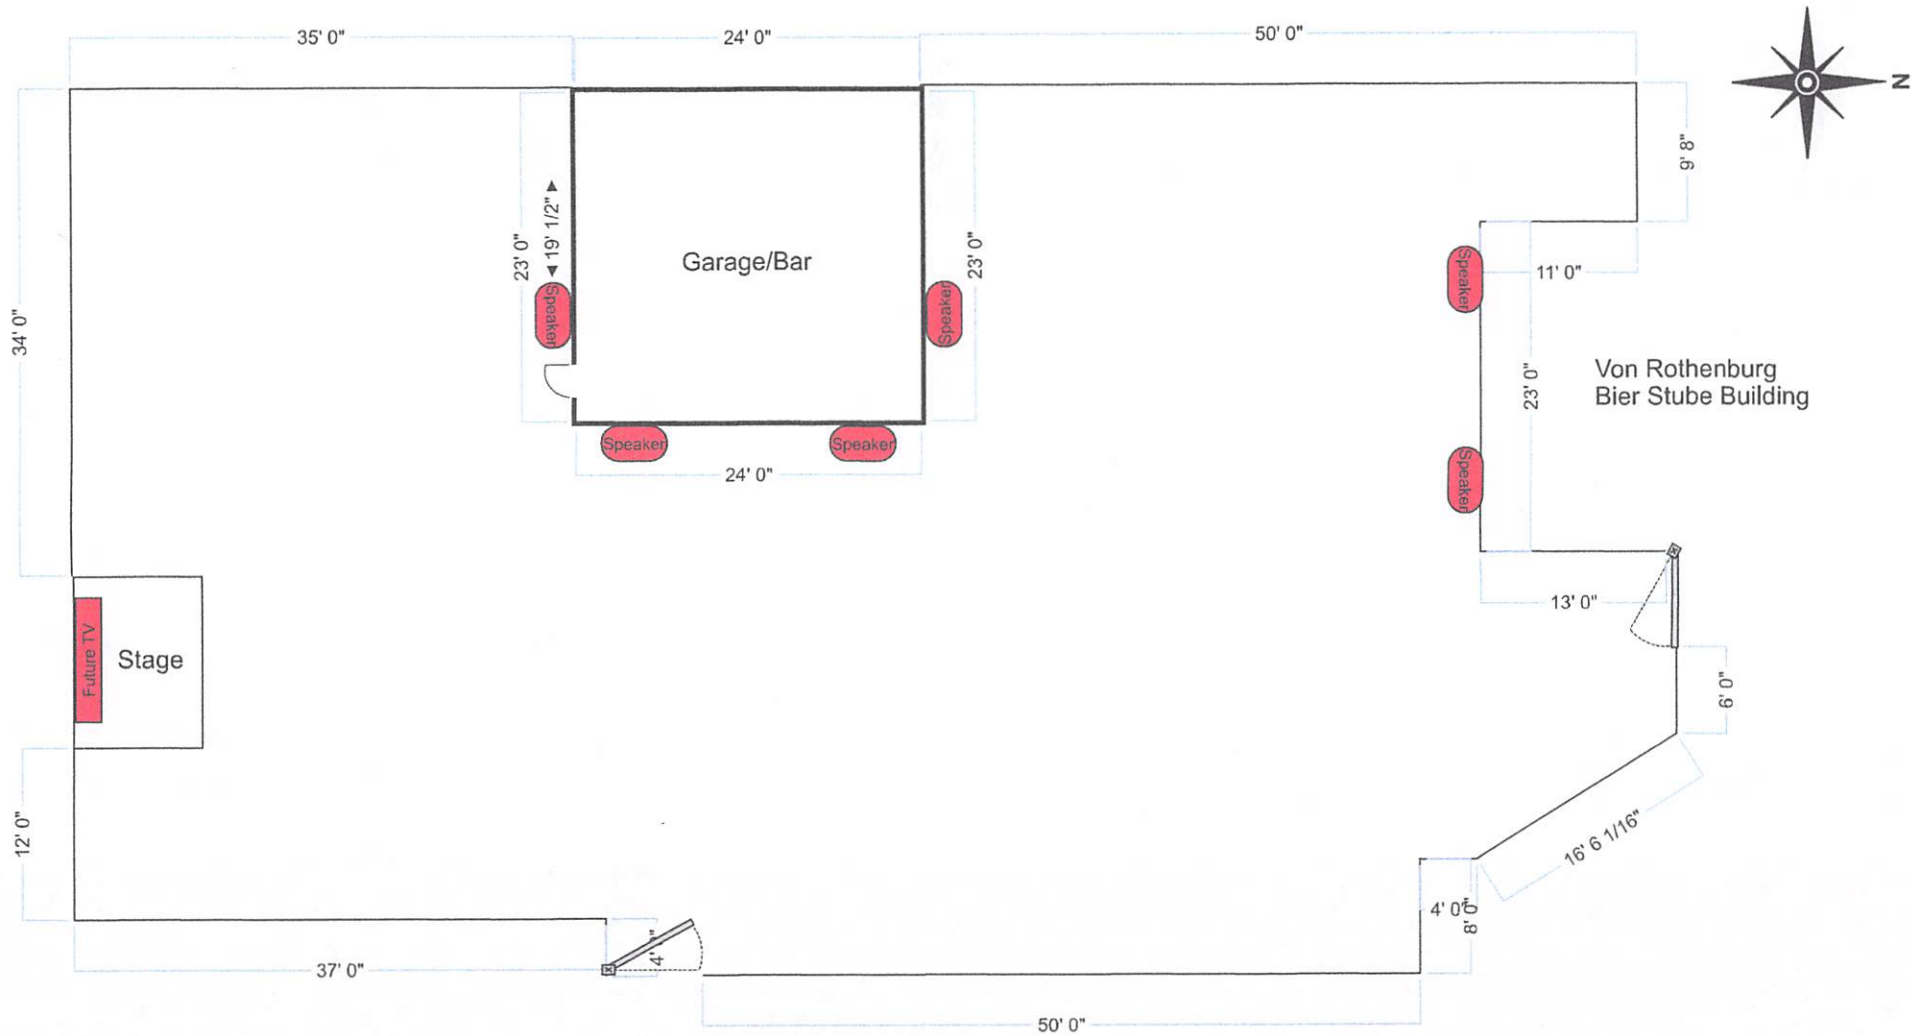 35' 0"
24' 0"
50' 0"
N
9' 8"
34' 0"
23' 0"
19' 1/2"
Speaker
Garage/Bar
Speaker
23' 0"
Speaker
11' 0"
23' 0"
Von Rothenburg
Bier Stube Building
Speaker
Speaker
24' 0"
Speaker
13' 0"
Future TV
Stage
6' 0"
12' 0"
16' 6 1/16"
4' 0"
8' 0"
37' 0"
50' 0"